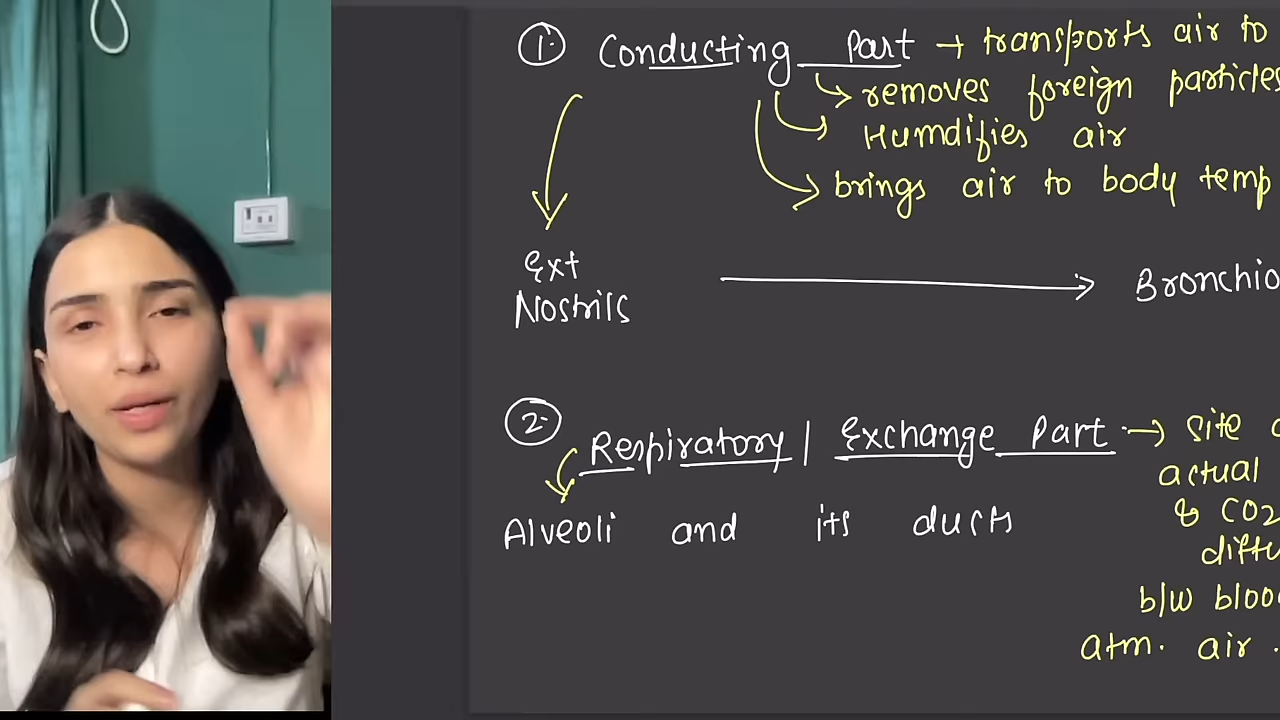 1. Conducting Part → transports air to
↳ removes foreign particles
↳ Humdifies air
↳ brings air to body temp
Ext
Nostrils → Bronchio
2. Respiratory / Exchange Part → site
Alveoli and its ducts
actual
& CO2
diffu
b/w bloo
atm. air.